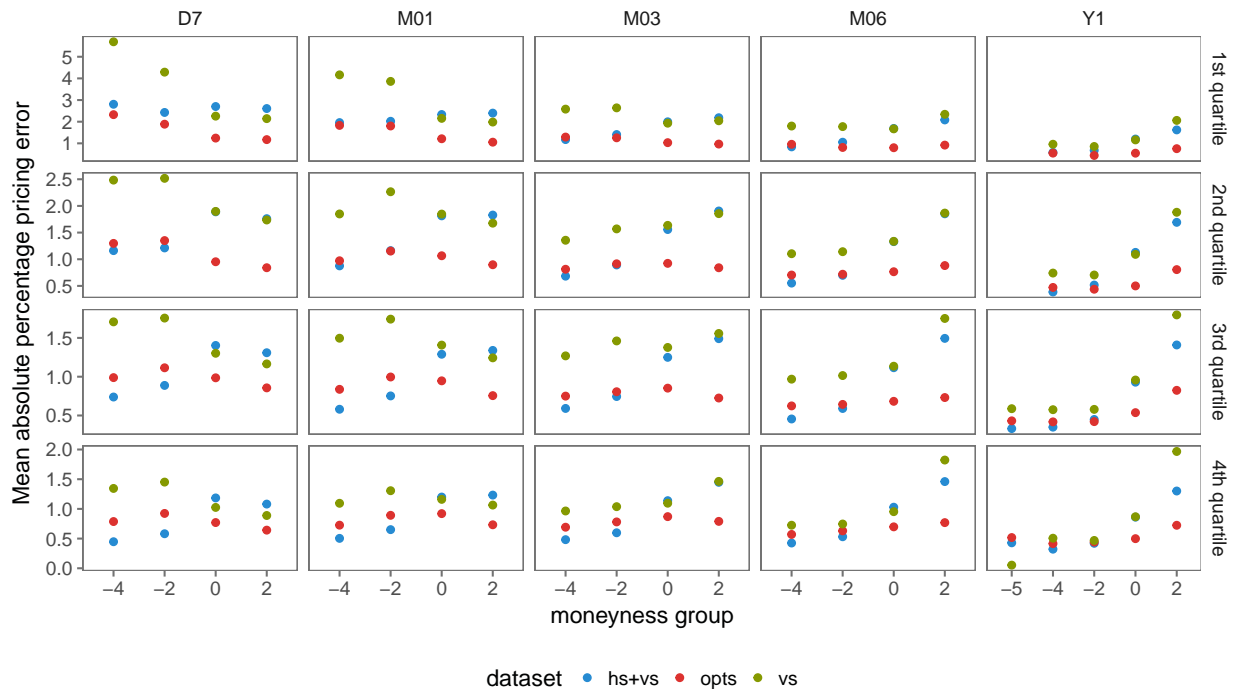 D7 M01 M03 M06 Y1
Mean absolute percentage pricing error
5
4
3
2
1
1st quartile
2.5
2.0
1.5
1.0
0.5
2nd quartile
1.5
1.0
0.5
3rd quartile
2.0
1.5
1.0
0.5
0.0
4th quartile
−4 −2 0 2 −4 −2 0 2 −4 −2 0 2 −4 −2 0 2 −5 −4 −2 0 2
moneyness group
dataset hs+vs opts vs